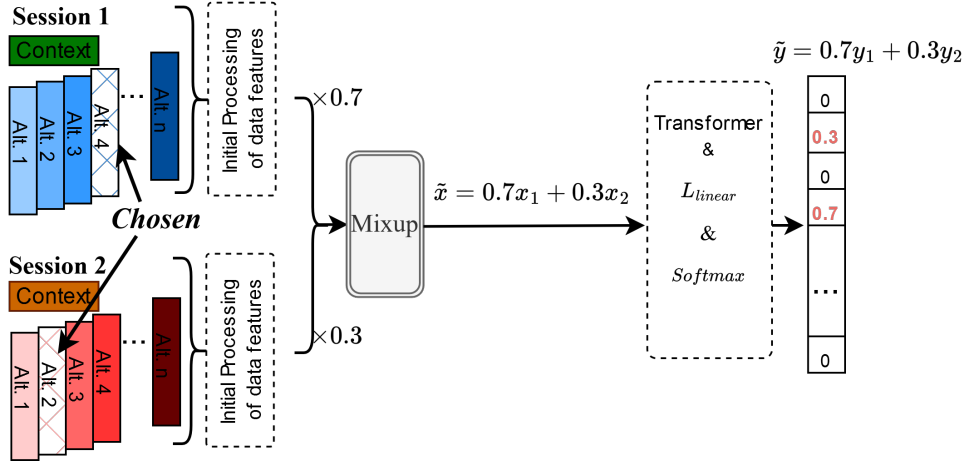 Session 1
Context
Alt. 1
Alt. 2
Alt. 3
Alt. 4
...
Alt. n
Initial Processing
of data features
×0.7
Chosen
Session 2
Context
Alt. 1
Alt. 2
Alt. 3
Alt. 4
...
Alt. n
Initial Processing
of data features
×0.3
Mixup
x̃ = 0.7x₁ + 0.3x₂
Transformer
&
L_linear
&
Softmax
ỹ = 0.7y₁ + 0.3y₂
0
0.3
0
0.7
...
0